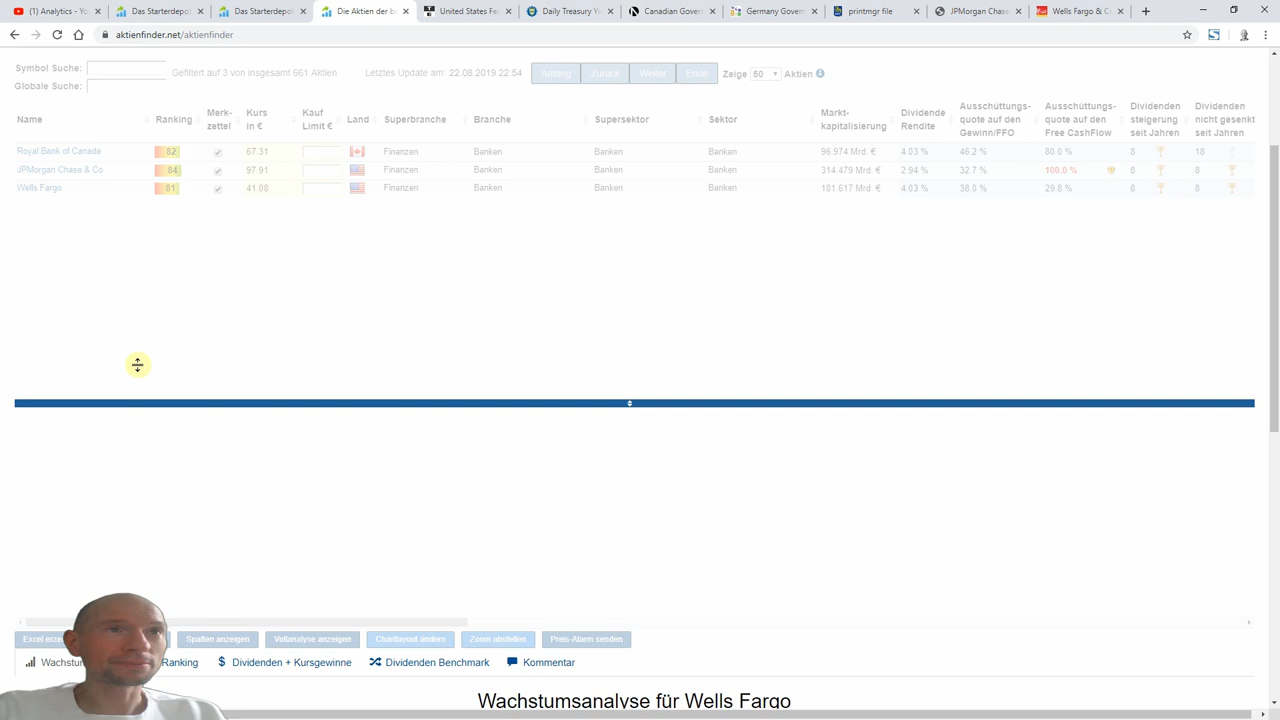 (1) Analytics - Yo
Das Starterdepot
Das Starterdepot
Die Aktien der be
United States Fe
Daily Treasury Yi
Canadian Govern
Germany Govern
printmgr file
JPMorgan Chase
Wells Fargo & C
aktienfinder.net/aktienfinder
Symbol Suche:
Globale Suche:
Gefiltert auf 3 von insgesamt 661 Aktien
Letztes Update am: 22.08.2019 22:54
Anfang Zurück Weiter Ende
Zeige 50 Aktien
Name Ranking Merk-zettel Kurs in € Kauf Limit € Land Superbranche Branche Supersektor Sektor Markt-kapitalisierung Dividende Rendite Ausschüttungs-quote auf den Gewinn/FFO Ausschüttungs-quote auf den Free CashFlow Dividenden steigerung seit Jahren Dividenden nicht gesenkt seit Jahren
Royal Bank of Canada 82 67.31 Finanzen Banken Banken Banken 96.974 Mrd. € 4.03 % 46.2 % 80.0 % 8 18
JPMorgan Chase & Co 84 97.91 Finanzen Banken Banken Banken 314.479 Mrd. € 2.94 % 32.7 % 100.0 % 8 8
Wells Fargo 81 41.08 Finanzen Banken Banken Banken 181.617 Mrd. € 4.03 % 38.0 % 29.8 % 8 8
Excel erze
Spalten anzeigen
Vollanalyse anzeigen
Chartlayout ändern
Zoom abstellen
Preis-Alarm senden
Wachstum
Ranking
$ Dividenden + Kursgewinne
Dividenden Benchmark
Kommentar
Wachstumsanalyse für Wells Fargo